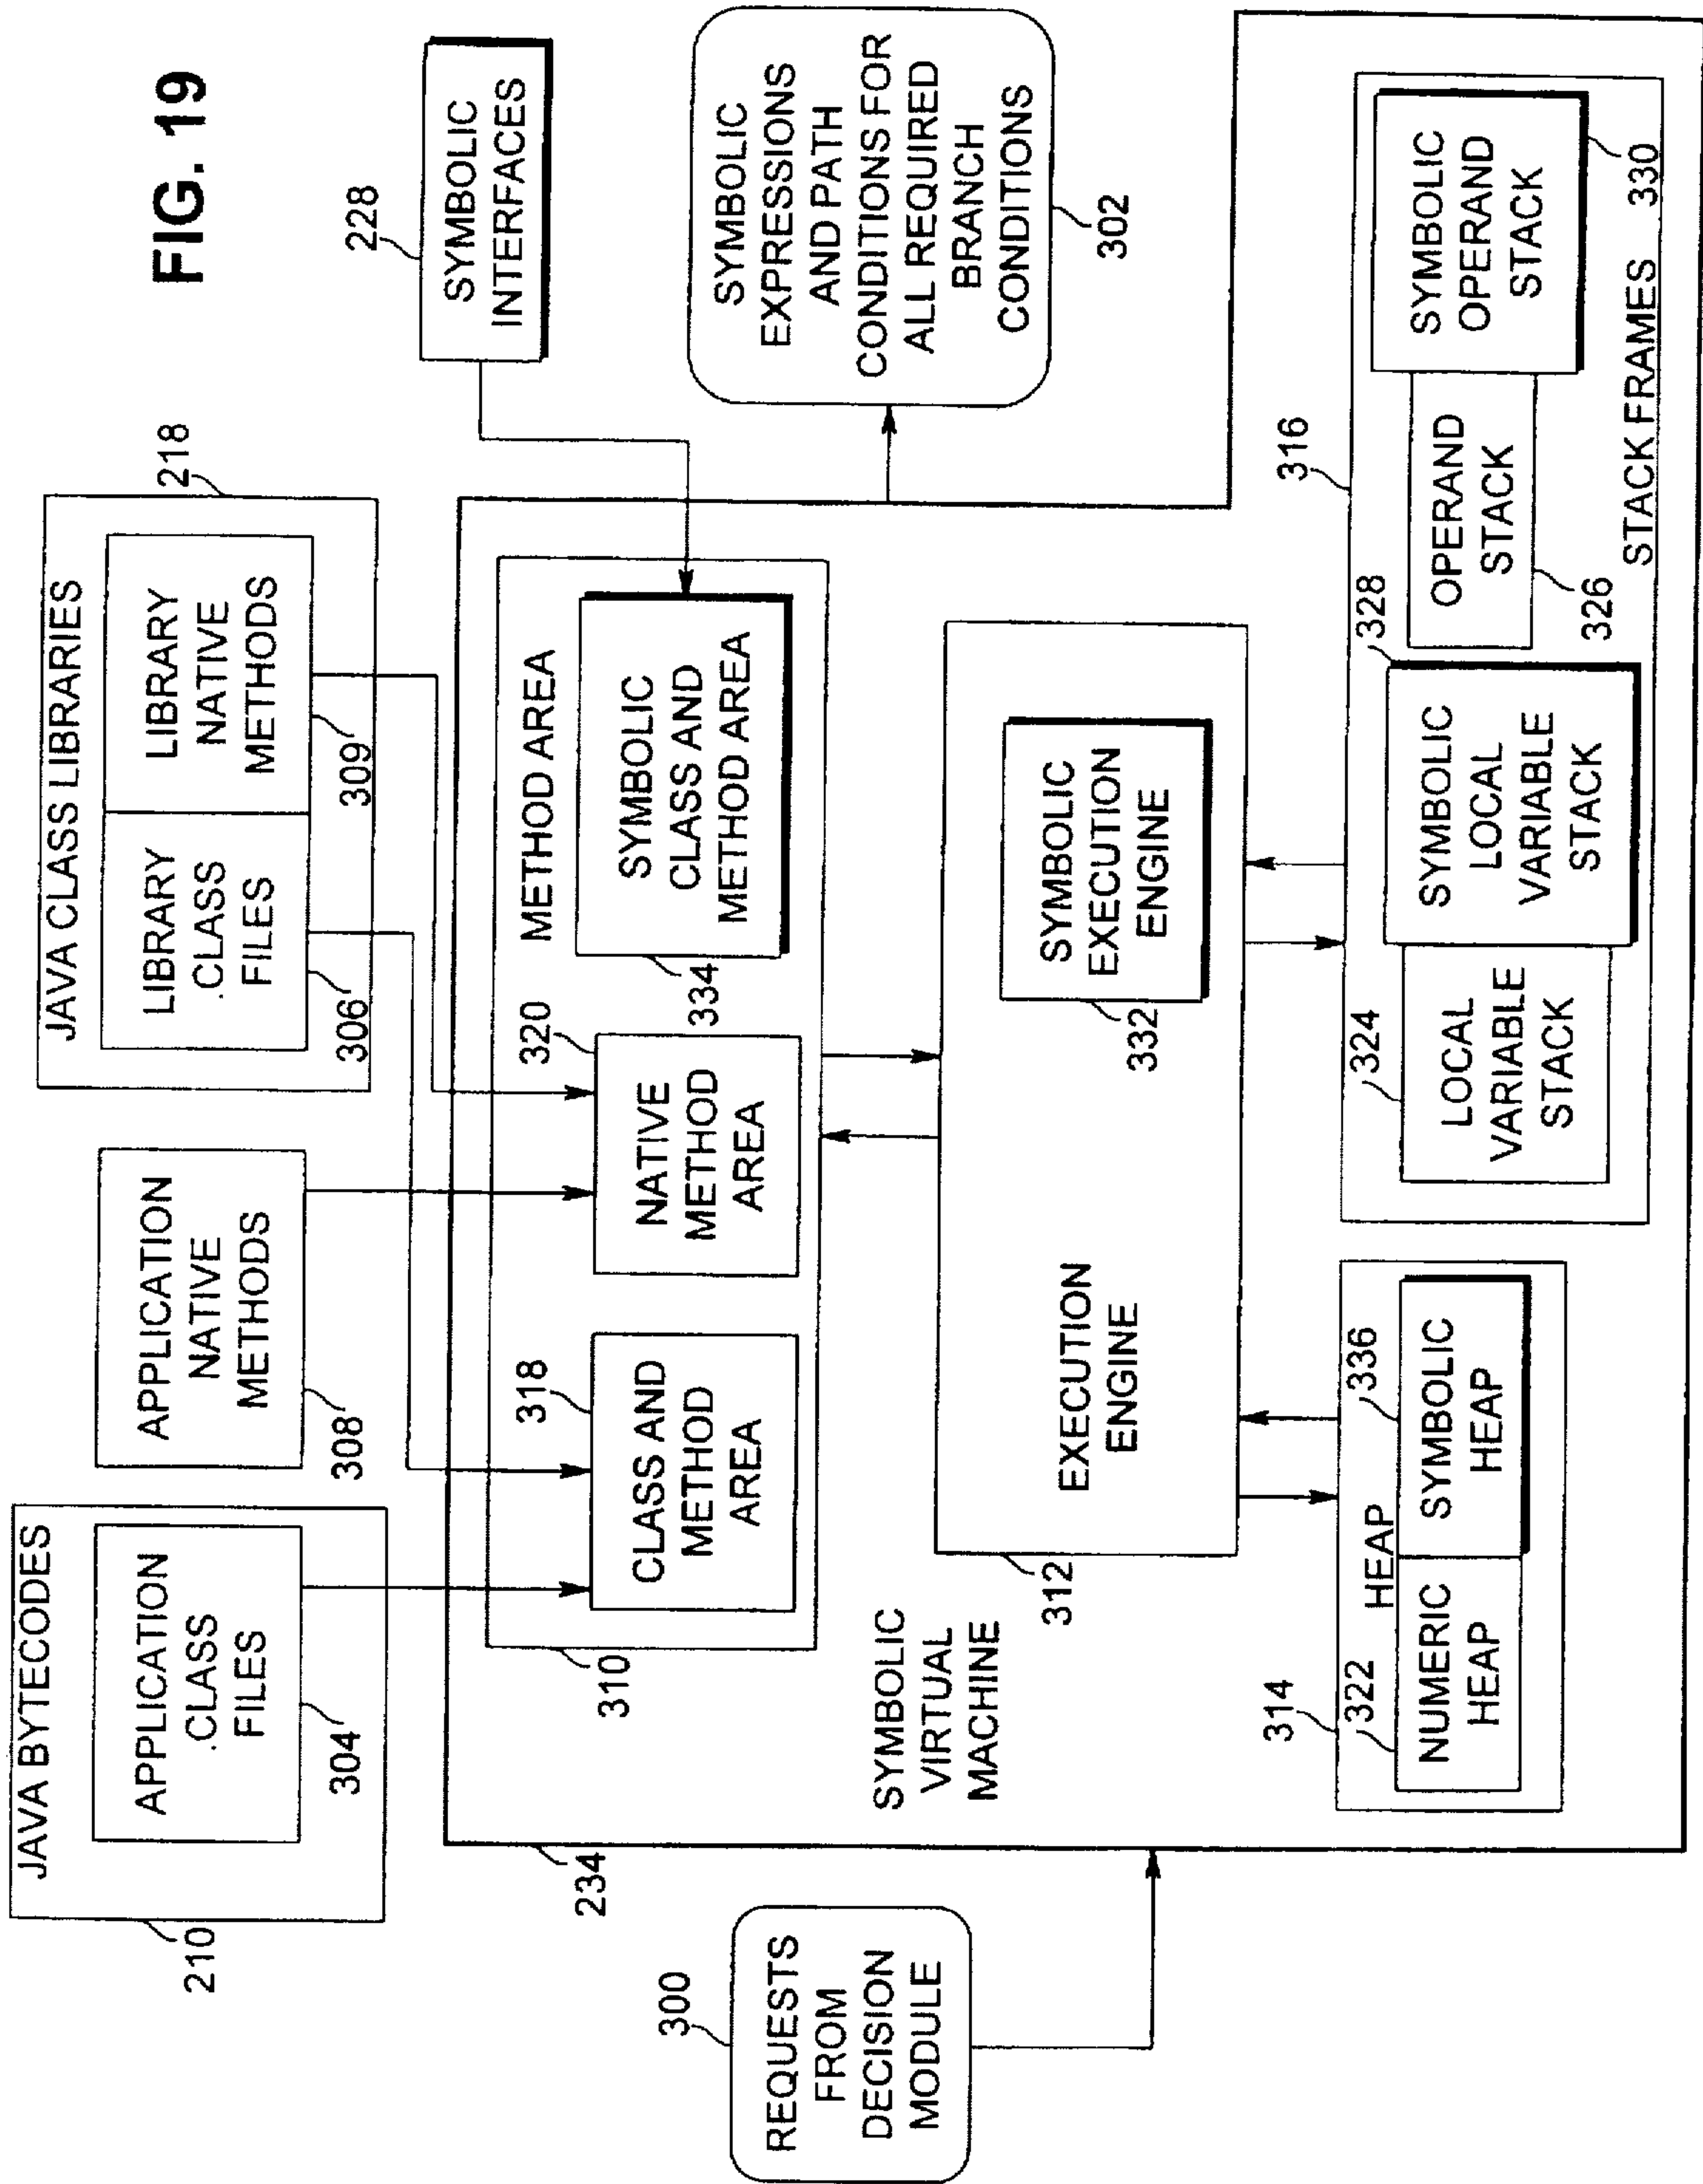 FIG. 19
JAVA BYTECODES
APPLICATION
.CLASS
FILES
304
210
APPLICATION
NATIVE
METHODS
308
JAVA CLASS LIBRARIES
218
LIBRARY
.CLASS
FILES
306
LIBRARY
NATIVE
METHODS
309
228
SYMBOLIC
INTERFACES
METHOD AREA
310
318
CLASS AND
METHOD
AREA
320
NATIVE
METHOD
AREA
334
SYMBOLIC
CLASS AND
METHOD AREA
234
SYMBOLIC
VIRTUAL
MACHINE
300
REQUESTS
FROM
DECISION
MODULE
SYMBOLIC
EXPRESSIONS
AND PATH
CONDITIONS FOR
ALL REQUIRED
BRANCH
CONDITIONS
302
312
EXECUTION
ENGINE
332
SYMBOLIC
EXECUTION
ENGINE
314
322
HEAP
336
NUMERIC
HEAP
SYMBOLIC
HEAP
316
324
LOCAL
VARIABLE
STACK
328
SYMBOLIC
LOCAL
VARIABLE
STACK
OPERAND
STACK
326
SYMBOLIC
OPERAND
STACK
STACK FRAMES
330